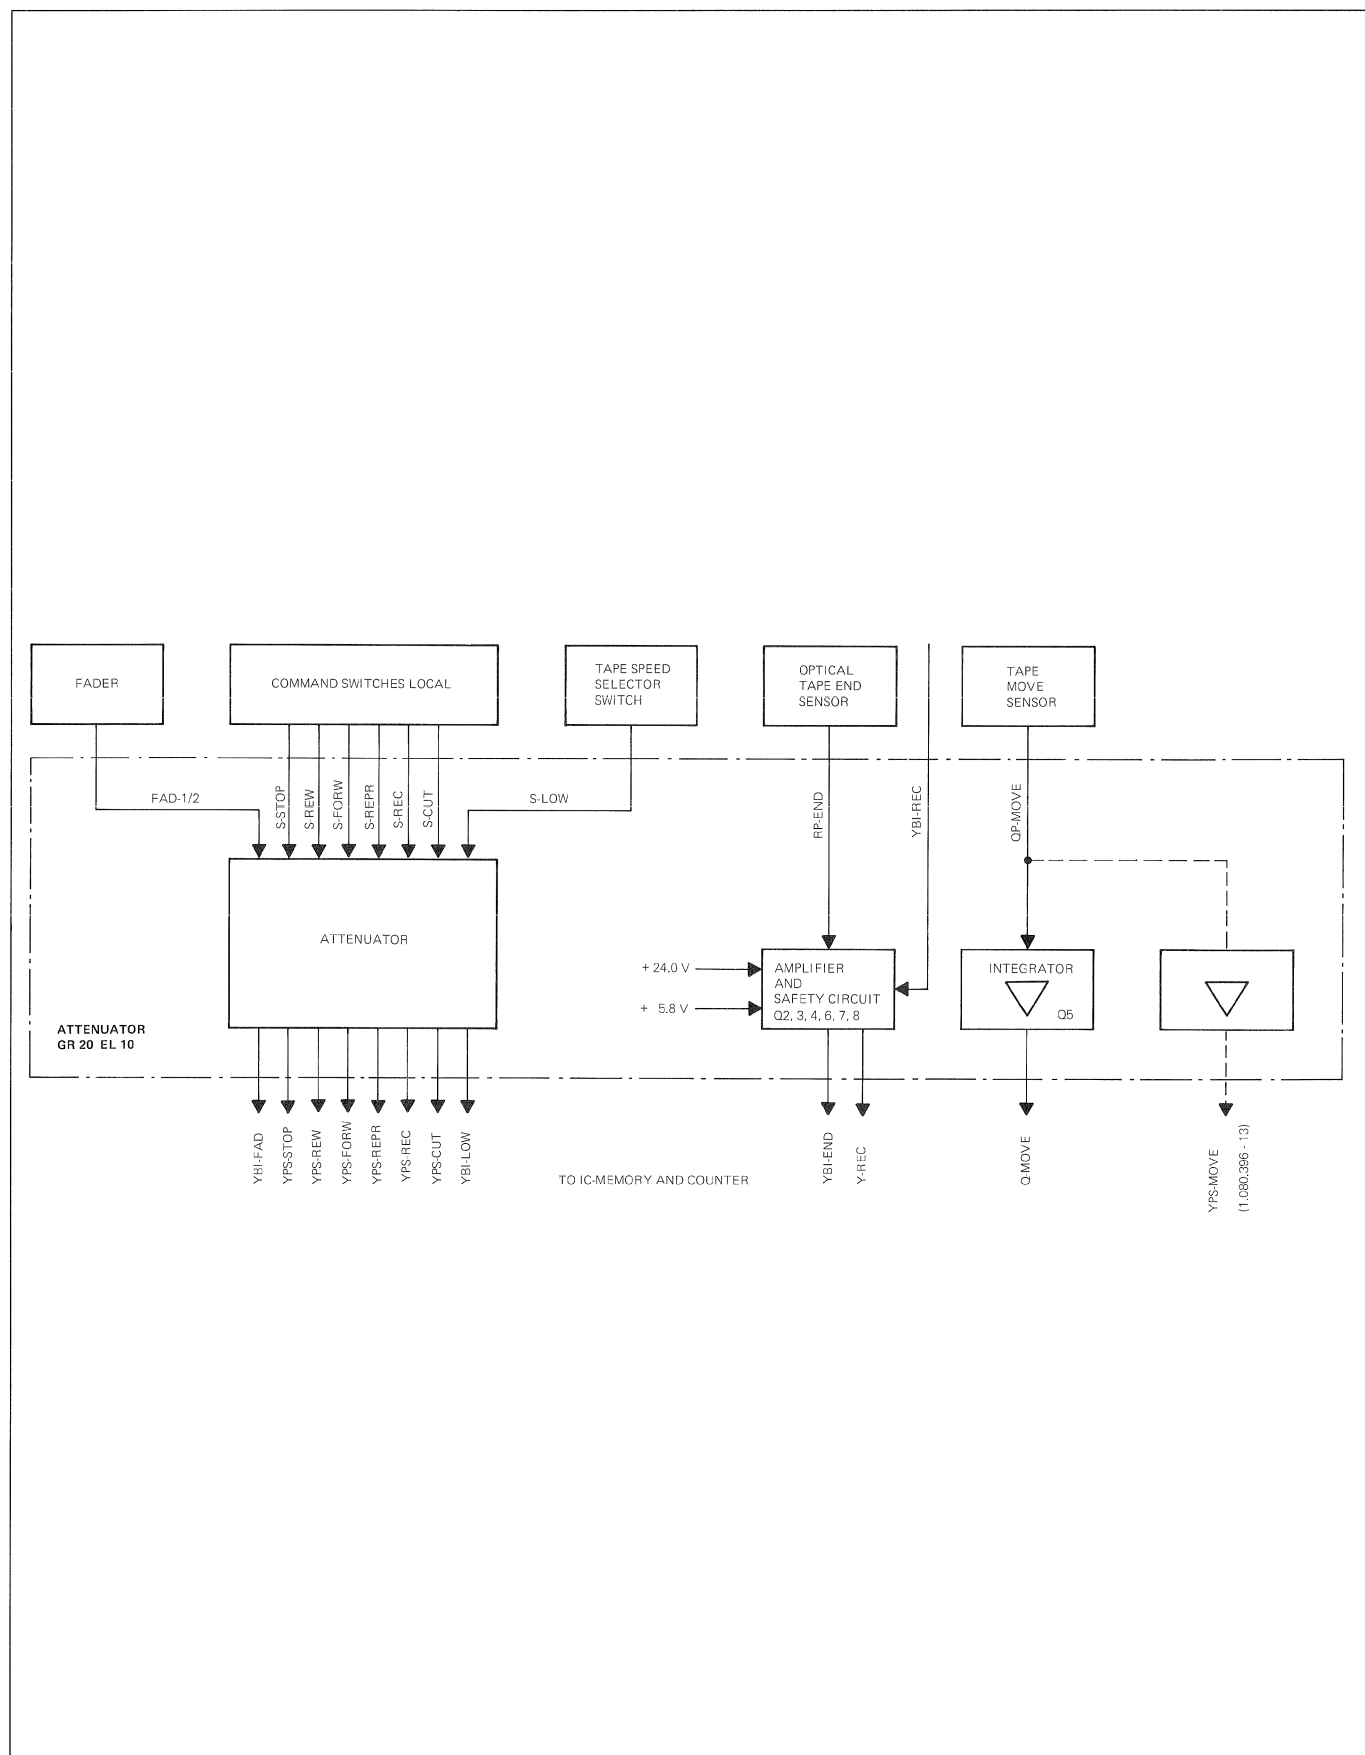 FADER
COMMAND SWITCHES LOCAL
TAPE SPEED
SELECTOR
SWITCH
OPTICAL
TAPE END
SENSOR
TAPE
MOVE
SENSOR
FAD-1/2
S-STOP
S-REW
S-FORW
S-REPR
S-REC
S-CUT
S-LOW
RP-END
YBI-REC
QP-MOVE
ATTENUATOR
+ 24.0 V
+ 5.8 V
AMPLIFIER
AND
SAFETY CIRCUIT
Q2, 3, 4, 6, 7, 8
INTEGRATOR
Q5
ATTENUATOR
GR 20 EL 10
YBI-FAD
YPS-STOP
YPS-REW
YPS-FORW
YPS-REPR
YPS-REC
YPS-CUT
YBI-LOW
TO IC-MEMORY AND COUNTER
YBI-END
Y-REC
Q-MOVE
YPS-MOVE
(1.080.396 - 13)